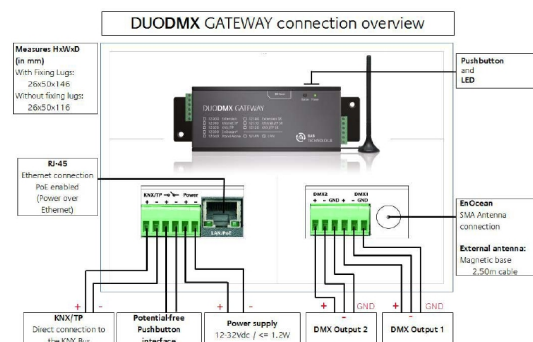 DUODMX GATEWAY connection overview
Measures HxWxD
(in mm)
With Fixing Lugs:
26x50x146
Without fixing lugs:
26x50x116
Pushbutton
and
LED
DUODMX GATEWAY
RJ-45
Ethernet connection
PoE enabled
(Power over
Ethernet)
KNX/TP
Power
+ - + - + -
LAN/PoE
DMX2 DMX1
+ - GND + - GND
EnOcean
SMA Antenna
connection
External antenna:
Magnetic base
2.50m cable
+ - + - + - GND + - GND
KNX/TP
Direct connection to
the KNX Bus
Potential-free
Pushbutton
interface
Power supply
12-32Vdc / <= 1.2W
DMX Output 2
DMX Output 1